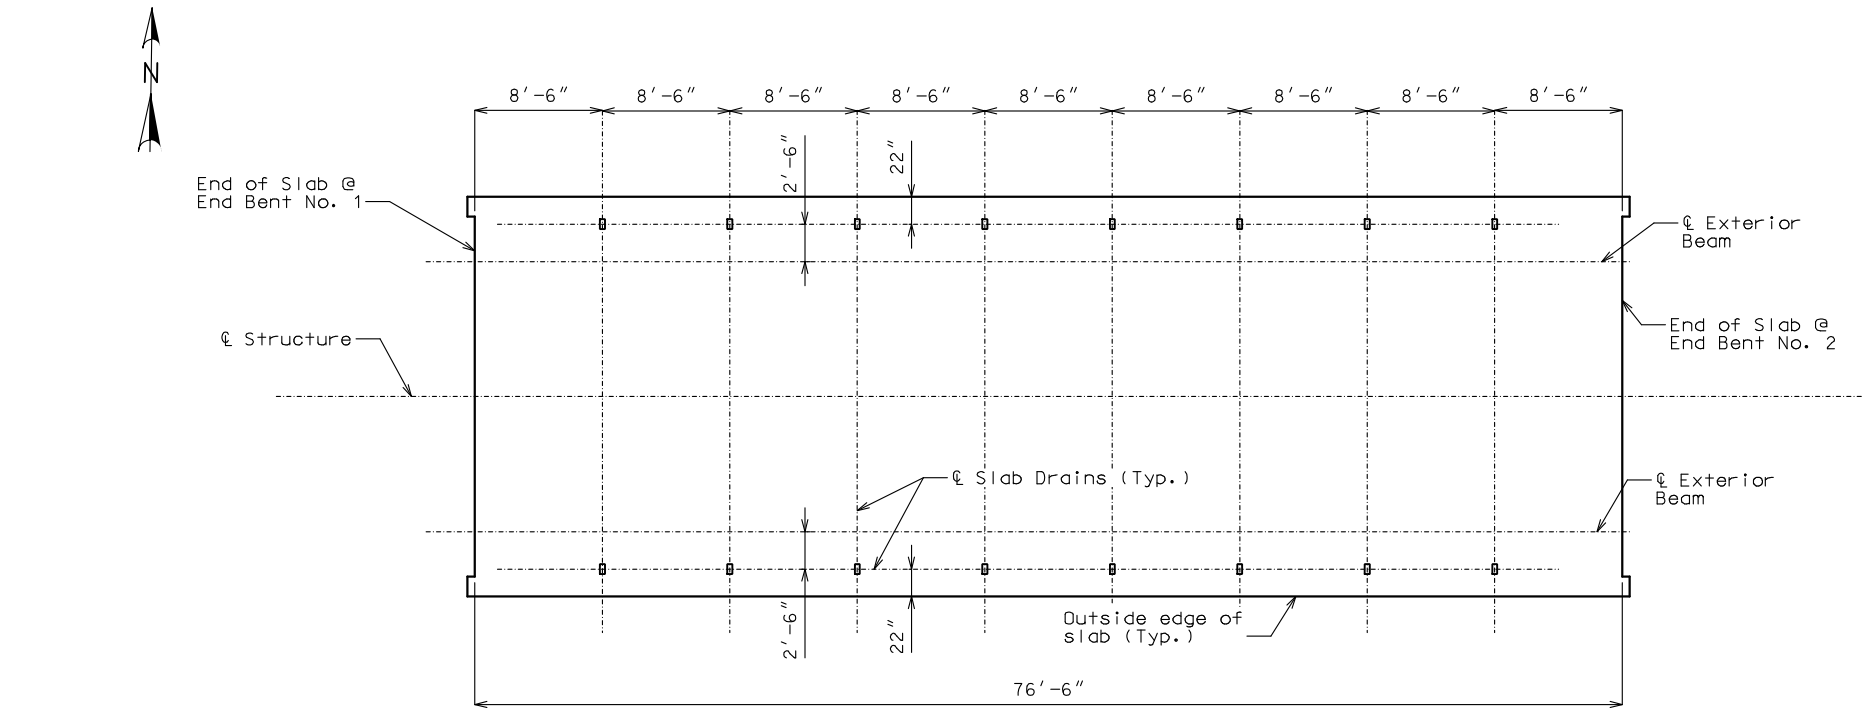 N
8'-6" 8'-6" 8'-6" 8'-6" 8'-6" 8'-6" 8'-6" 8'-6" 8'-6"
2'-6"
22"
End of Slab @
End Bent No. 1
℄ Exterior
Beam
℄ Structure
End of Slab @
End Bent No. 2
℄ Slab Drains (Typ.)
℄ Exterior
Beam
2'-6"
22"
Outside edge of
slab (Typ.)
76'-6"